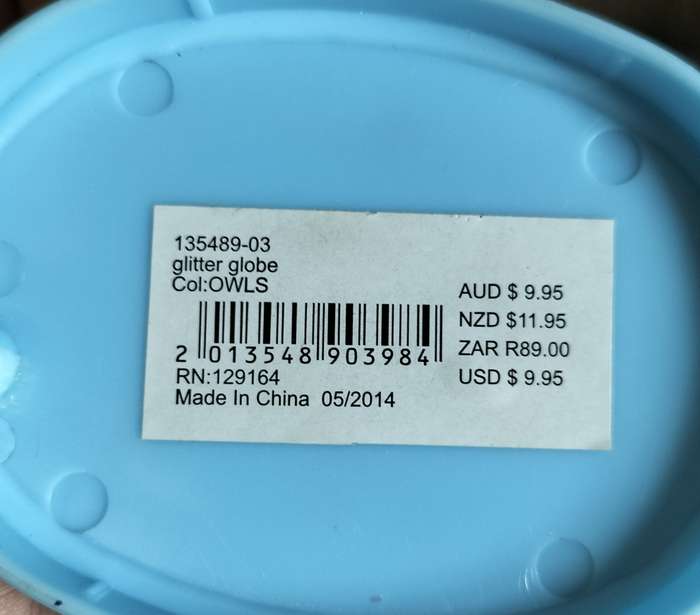 135489-03
glitter globe
Col:OWLS
2 013548 903984
RN:129164
Made In China 05/2014
AUD $ 9.95
NZD $11.95
ZAR R89.00
USD $ 9.95